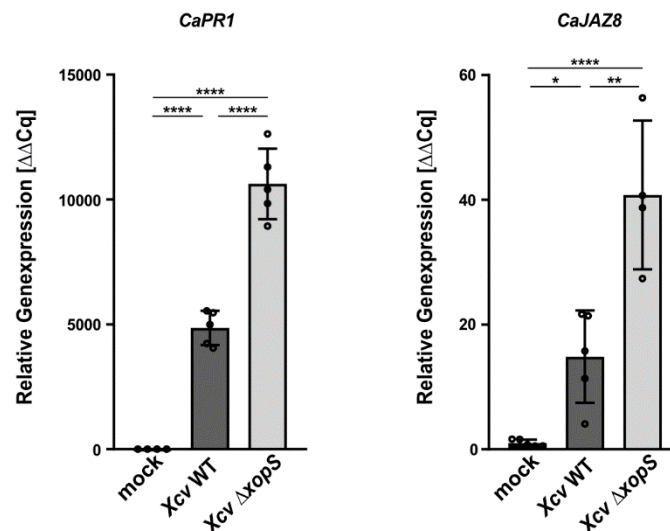 CaPR1
Relative Genexpression [ΔΔCq]
15000
10000
5000
0
****
**** ****
mock
Xcv WT
Xcv ΔxopS
CaJAZ8
Relative Genexpression [ΔΔCq]
60
40
20
0
****
* **
mock
Xcv WT
Xcv ΔxopS